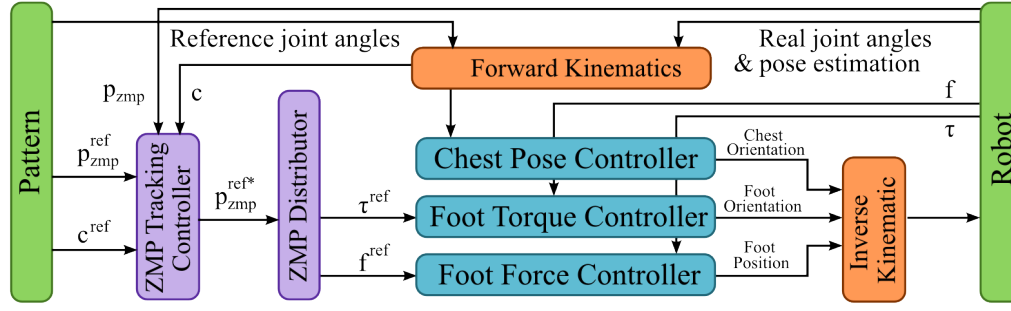 Pattern
Reference joint angles
Real joint angles
& pose estimation
Forward Kinematics
p_zmp
c
f
τ
p_zmp^ref
c^ref
ZMP Tracking
Controller
p_zmp^ref*
ZMP Distributor
τ^ref
f^ref
Chest Pose Controller
Foot Torque Controller
Foot Force Controller
Chest
Orientation
Foot
Orientation
Foot
Position
Inverse
Kinematic
Robot